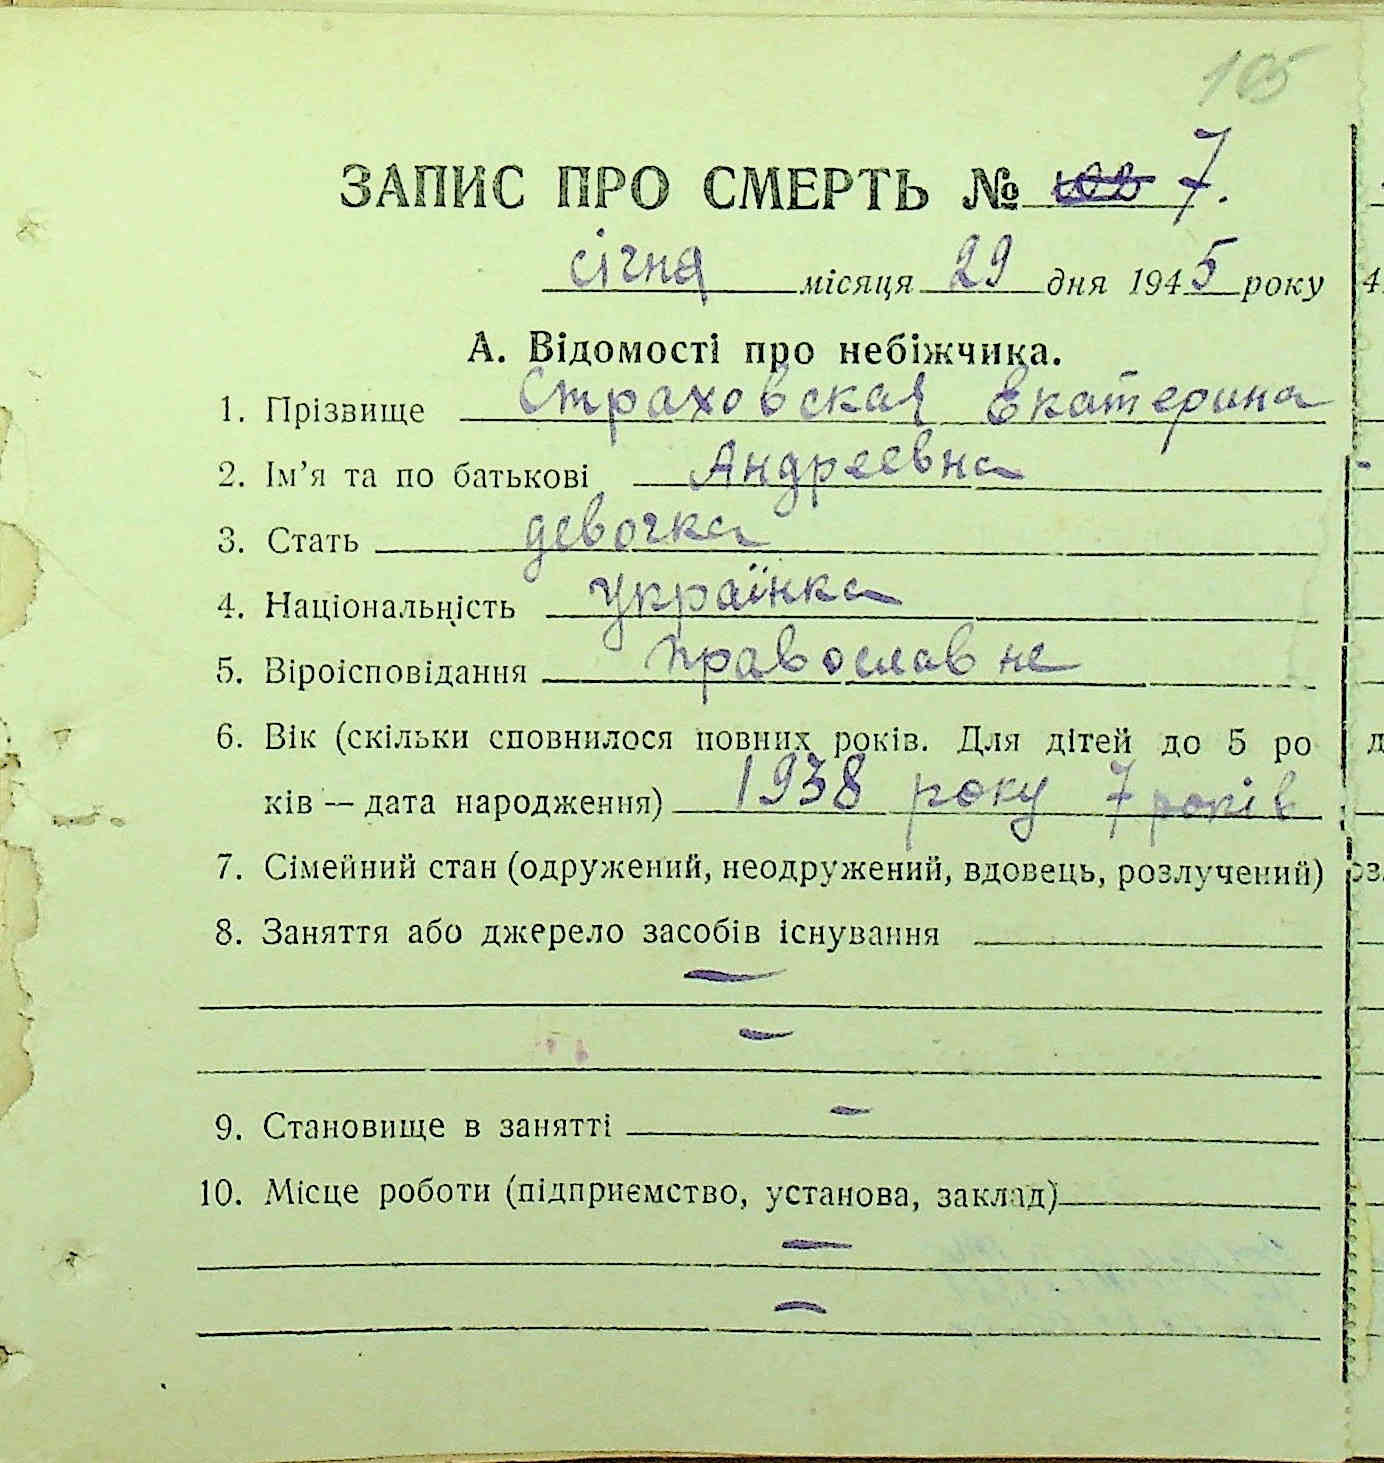 105
ЗАПИС ПРО СМЕРТЬ № 7.
січня місяця 29 дня 1945 року
А. Відомості про небіжчика.
1. Прізвище Страховская Екатерина
2. Ім’я та по батькові Андреевна
3. Стать девочка
4. Національність українка
5. Віроісповідання православне
6. Вік (скільки сповнилося повних років. Для дітей до 5 ро
ків — дата народження) 1938 року 7 років
7. Сімейний стан (одружений, неодружений, вдовець, розлучений)
8. Заняття або джерело засобів існування
—
—
9. Становище в занятті —
10. Місце роботи (підприємство, установа, заклад)
—
—